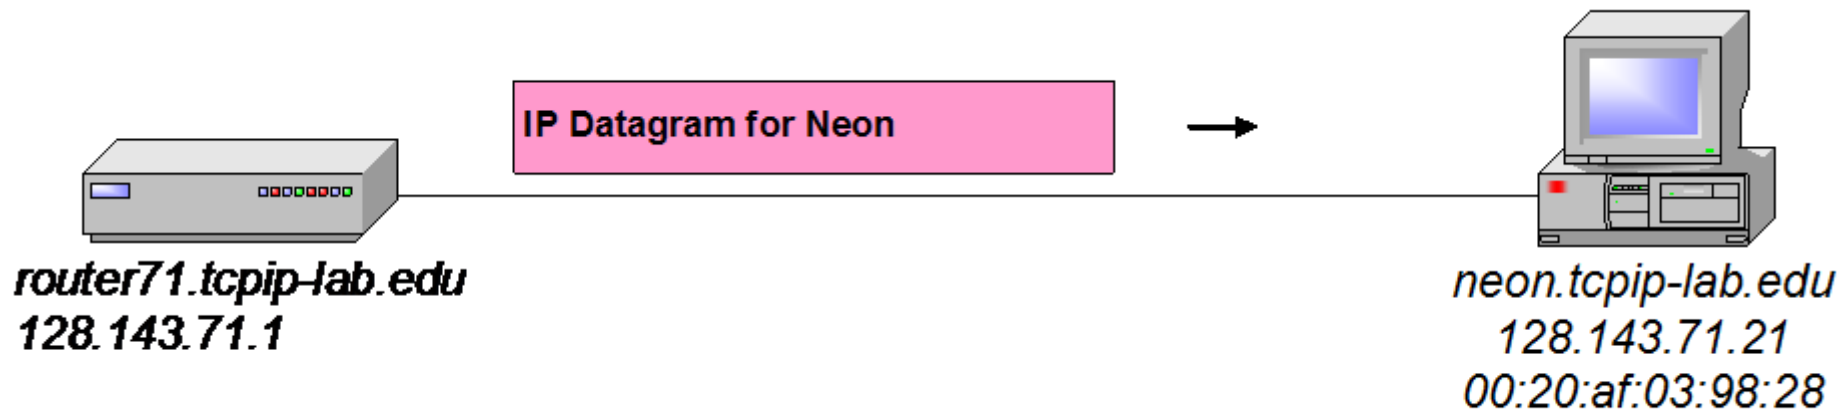 IP Datagram for Neon
router71.tcpip-lab.edu
128.143.71.1
neon.tcpip-lab.edu
128.143.71.21
00:20:af:03:98:28